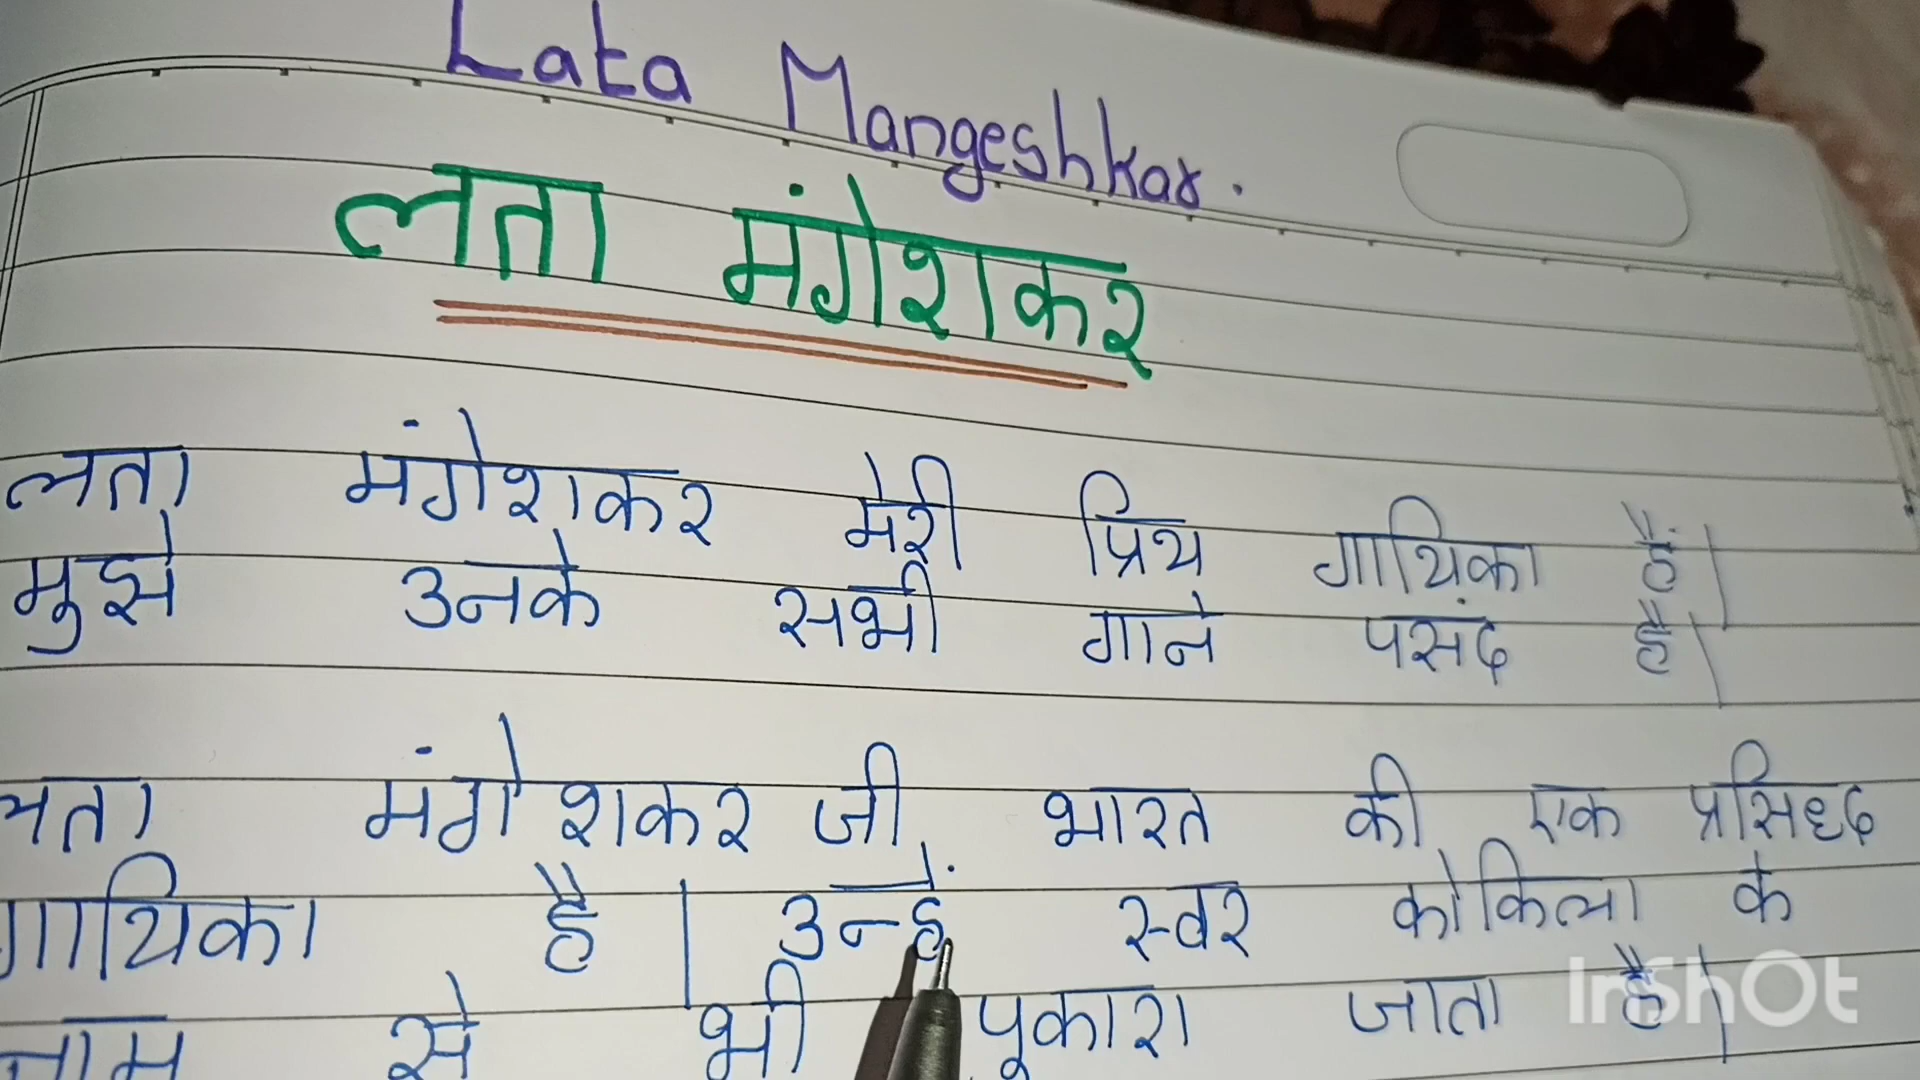 Lata Mangeshkar.
लता मंगेशकर
लता मंगेशकर मेरी प्रिय गायिका हैं।
मुझे उनके सभी गाने पसंद है।
लता मंगेशकर जी भारत की एक प्रसिध्द
गायिका है। उन्हें स्वर कोकिला के
नाम से भी पूकारा जाता है।
InShOt